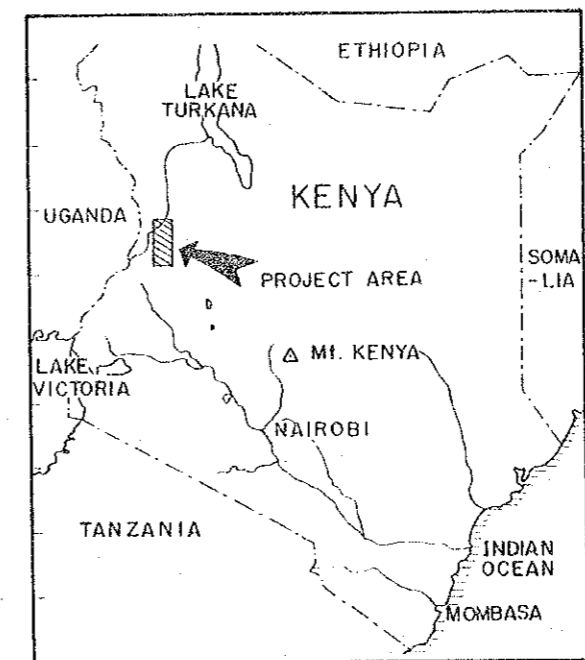 ETHIOPIA
LAKE
TURKANA
KENYA
UGANDA
SOMA
-LIA
PROJECT AREA
Mt. KENYA
LAKE
VICTORIA
NAIROBI
TANZANIA
INDIAN
OCEAN
MOMBASA